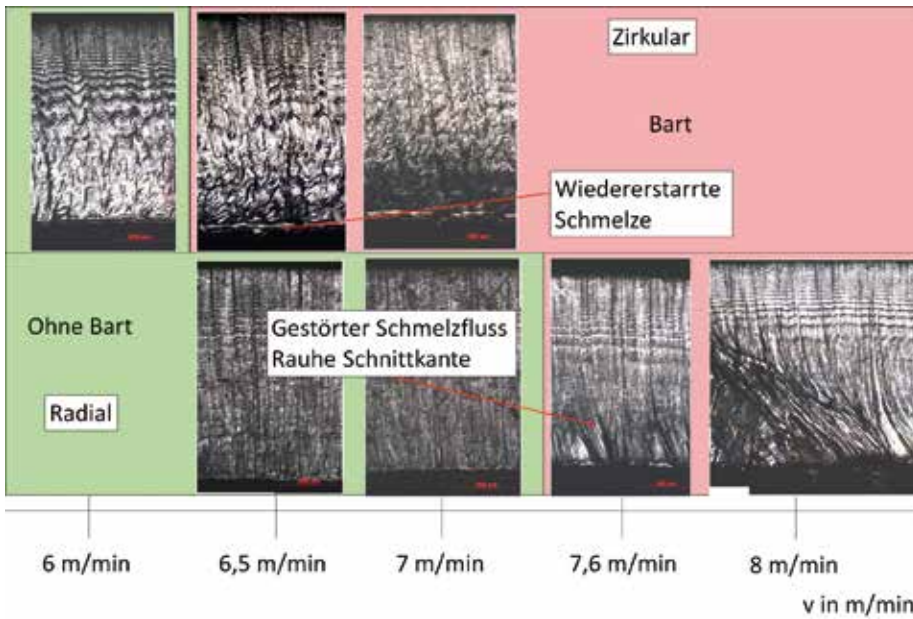 Zirkular
Bart
Wiedererstarrte
Schmelze
Ohne Bart
Gestörter Schmelzfluss
Rauhe Schnittkante
Radial
6 m/min
6,5 m/min
7 m/min
7,6 m/min
8 m/min
v in m/min